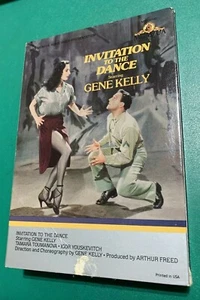 INVITATION
TO THE
DANCE
Starring
GENE KELLY
INVITATION TO THE DANCE
Starring GENE KELLY
TAMARA TOUMANOVA • IGOR YOUSKEVITCH
Direction and Choreography by GENE KELLY • Produced by ARTHUR FREED
Printed in USA